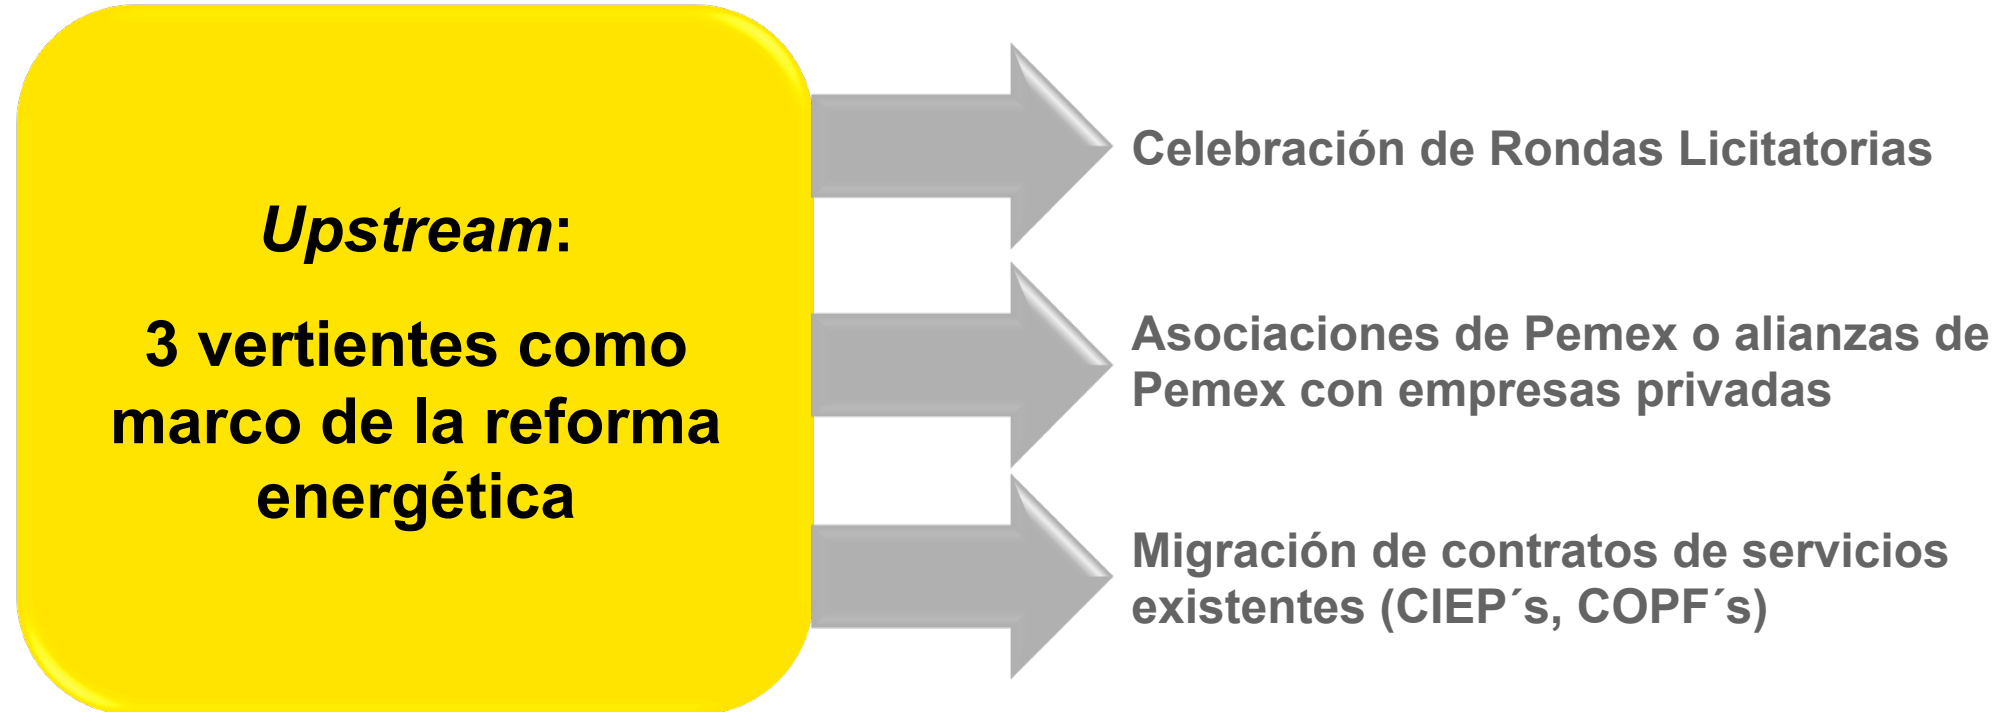 Upstream:
3 vertientes como
marco de la reforma
energética
Celebración de Rondas Licitatorias
Asociaciones de Pemex o alianzas de
Pemex con empresas privadas
Migración de contratos de servicios
existentes (CIEP´s, COPF´s)